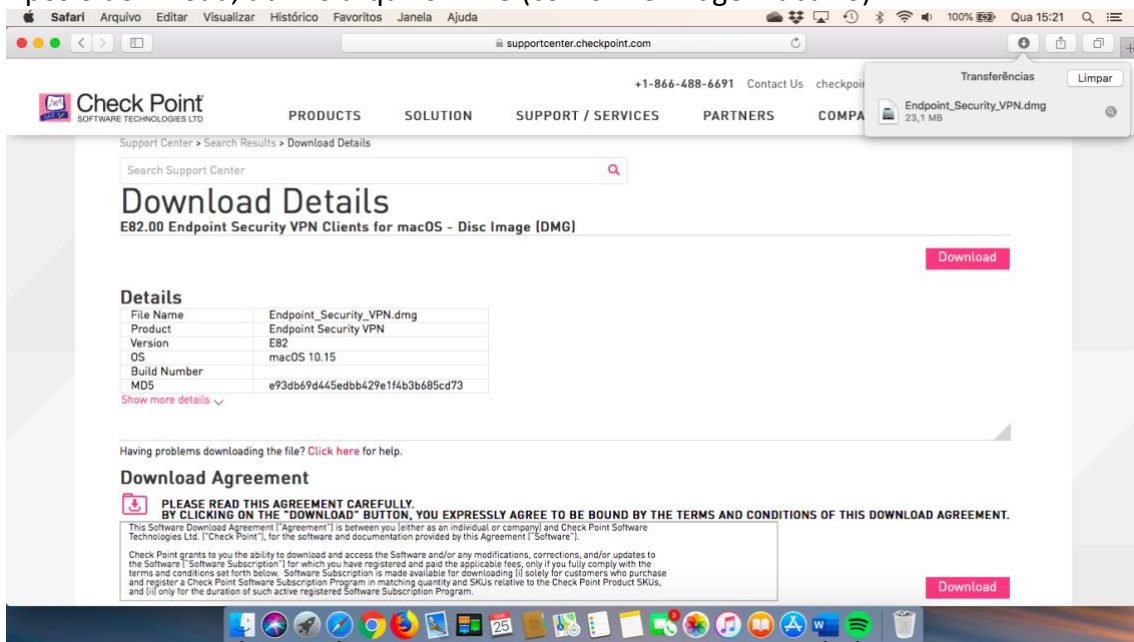 Safari Arquivo Editar Visualizar Histórico Favoritos Janela Ajuda 100% Qua 15:21
supportcenter.checkpoint.com
Transferências Limpar
Endpoint_Security_VPN.dmg
23,1 MB
+1-866-488-6691 Contact Us checkpoin
Check Point
SOFTWARE TECHNOLOGIES LTD
PRODUCTS SOLUTION SUPPORT / SERVICES PARTNERS COMPA
Support Center > Search Results > Download Details
Search Support Center
Download Details
E82.00 Endpoint Security VPN Clients for macOS - Disc Image (DMG)
Download
Details
File Name Endpoint_Security_VPN.dmg
Product Endpoint Security VPN
Version E82
OS macOS 10.15
Build Number
MD5 e93db69d445edbb429e1f4b3b685cd73
Show more details
Having problems downloading the file? Click here for help.
Download Agreement
PLEASE READ THIS AGREEMENT CAREFULLY.
BY CLICKING ON THE "DOWNLOAD" BUTTON, YOU EXPRESSLY AGREE TO BE BOUND BY THE TERMS AND CONDITIONS OF THIS DOWNLOAD AGREEMENT.
This Software Download Agreement ("Agreement") is between you (either as an individual or company) and Check Point Software
Technologies Ltd. ("Check Point"), for the software and documentation provided by this Agreement ("Software").
Check Point grants to you the ability to download and access the Software and/or any modifications, corrections, and/or updates to
the Software ("Software Subscription") for which you have registered and paid the applicable fees, only if you fully comply with the
terms and conditions set forth below. Software Subscription is made available for downloading (i) solely for customers who purchase
and register a Check Point Software Subscription Program in matching quantity and SKUs relative to the Check Point Product SKUs,
and (ii) only for the duration of such active registered Software Subscription Program.
Download
25